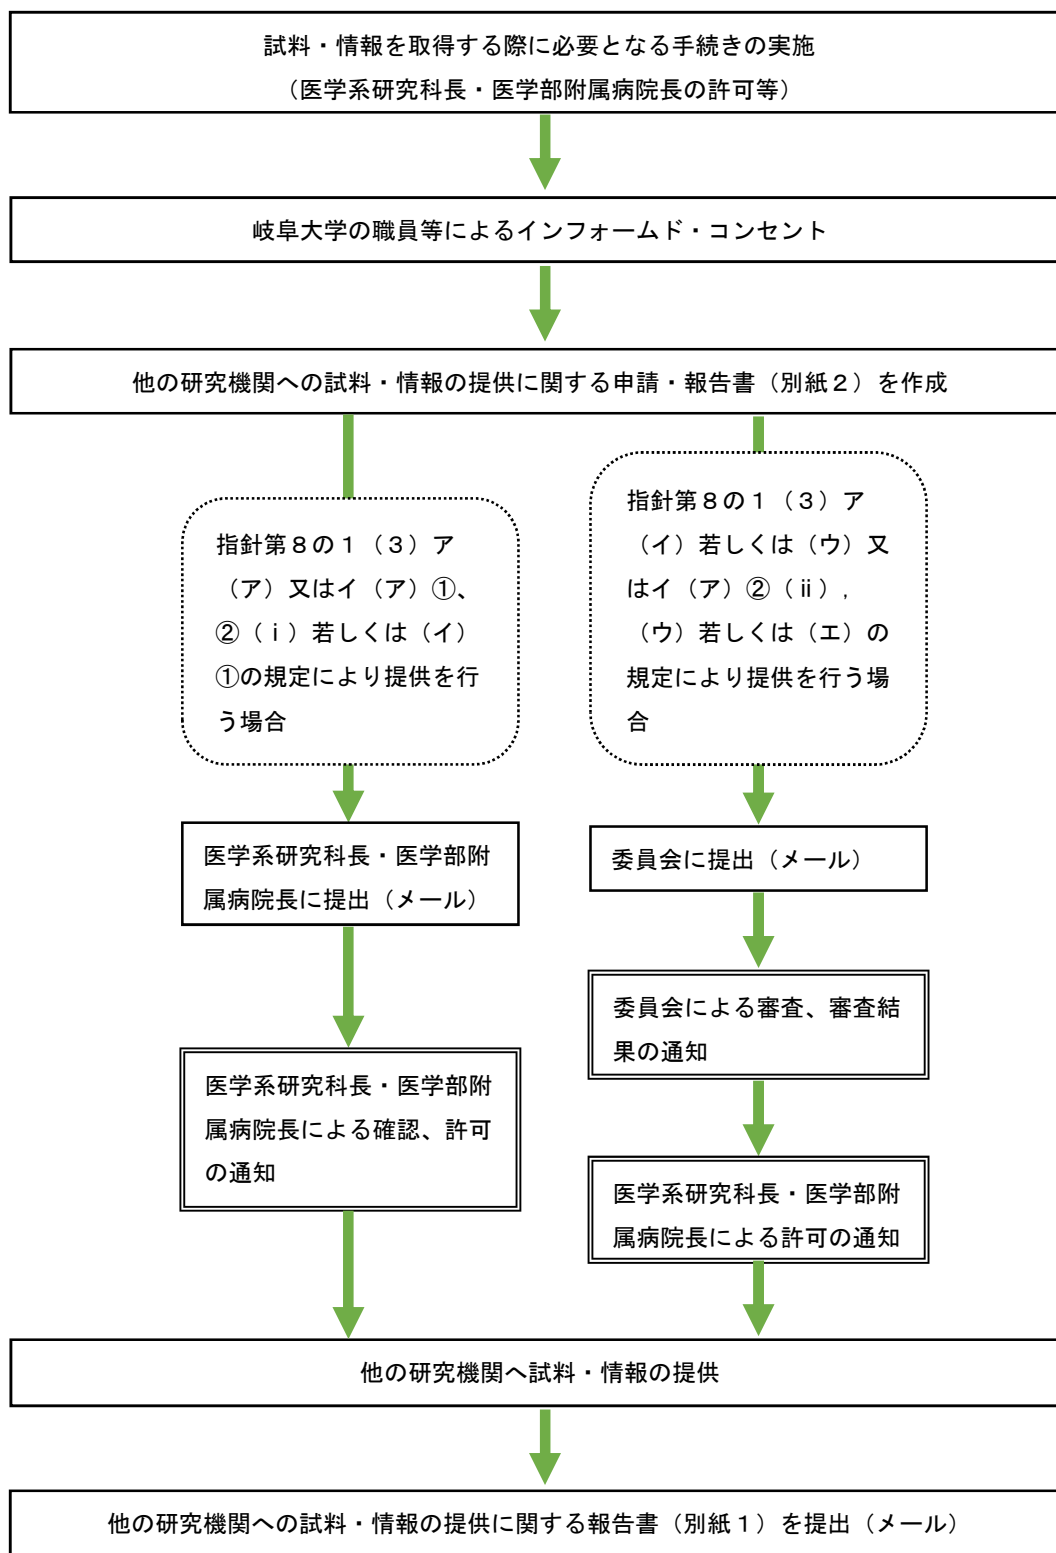 試料・情報を取得する際に必要となる手続きの実施
（医学系研究科長・医学部附属病院長の許可等）
岐阜大学の職員等によるインフォームド・コンセント
他の研究機関への試料・情報の提供に関する申請・報告書（別紙２）を作成
指針第８の１（３）ア
（ア）又はイ（ア）①、
②（ⅰ）若しくは（イ）
①の規定により提供を行
う場合
医学系研究科長・医学部附
属病院長に提出（メール）
医学系研究科長・医学部附
属病院長による確認、許可
の通知
指針第８の１（３）ア
（イ）若しくは（ウ）又
はイ（ア）②（ⅱ）,
（ウ）若しくは（エ）の
規定により提供を行う場
合
委員会に提出（メール）
委員会による審査、審査結
果の通知
医学系研究科長・医学部附
属病院長による許可の通知
他の研究機関へ試料・情報の提供
他の研究機関への試料・情報の提供に関する報告書（別紙１）を提出（メール）